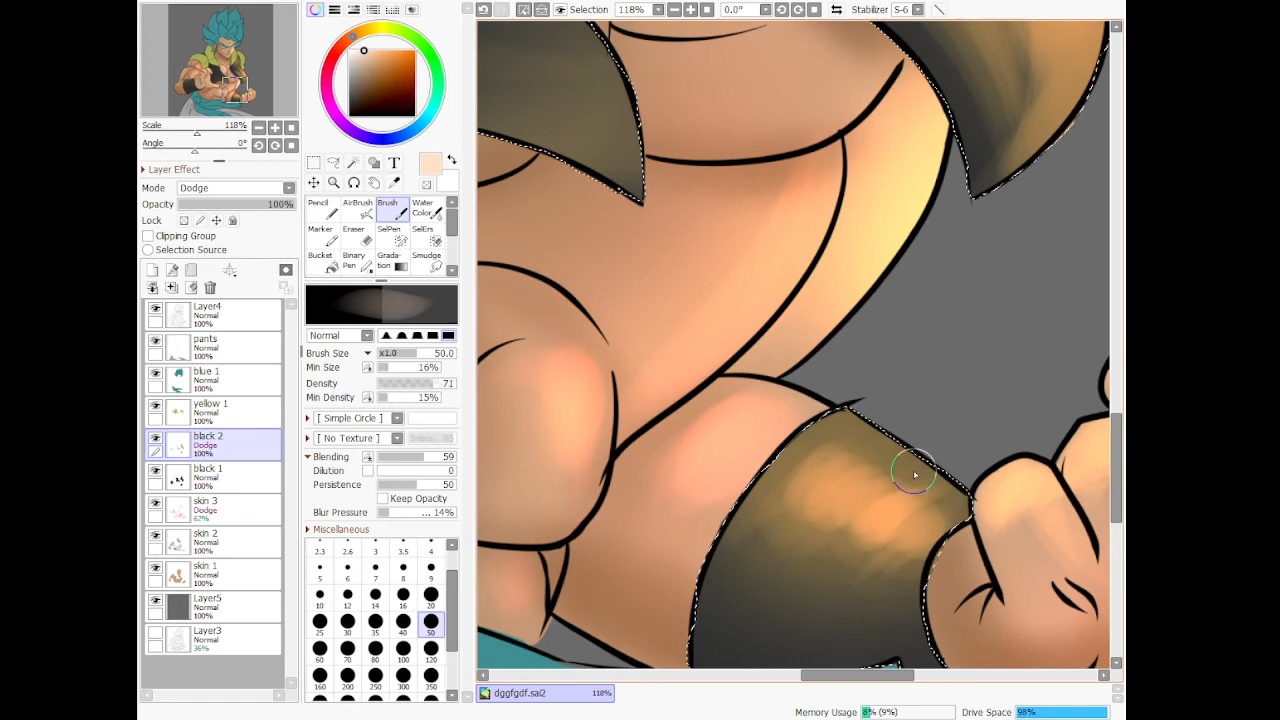 Selection 118% 0.0° Stabilizer S-6
Scale 118%
Angle 0°
Layer Effect
Mode Dodge
Opacity 100%
Lock
Clipping Group
Selection Source
Layer4
Normal
100%
pants
Normal
100%
blue 1
Normal
100%
yellow 1
Normal
100%
black 2
Dodge
100%
black 1
Normal
100%
skin 3
Dodge
62%
skin 2
Normal
100%
skin 1
Normal
100%
Layer5
Normal
100%
Layer3
Normal
36%
T
Pencil AirBrush Brush Water Color
Marker Eraser SelPen SelErs
Bucket Binary Pen Grada-tion Smudge
Normal
Brush Size x1.0 50.0
Min Size 16%
Density 71
Min Density 15%
[ Simple Circle ]
[ No Texture ]
Blending 59
Dilution 0
Persistence 50
Keep Opacity
Blur Pressure ... 14%
Miscellaneous
2.3 2.6 3 3.5 4
5 6 7 8 9
10 12 14 16 20
25 30 35 40 50
60 70 80 100 120
160 200 250 300 350
dggfgdf.sai2 118%
Memory Usage 8% (9%) Drive Space 98%